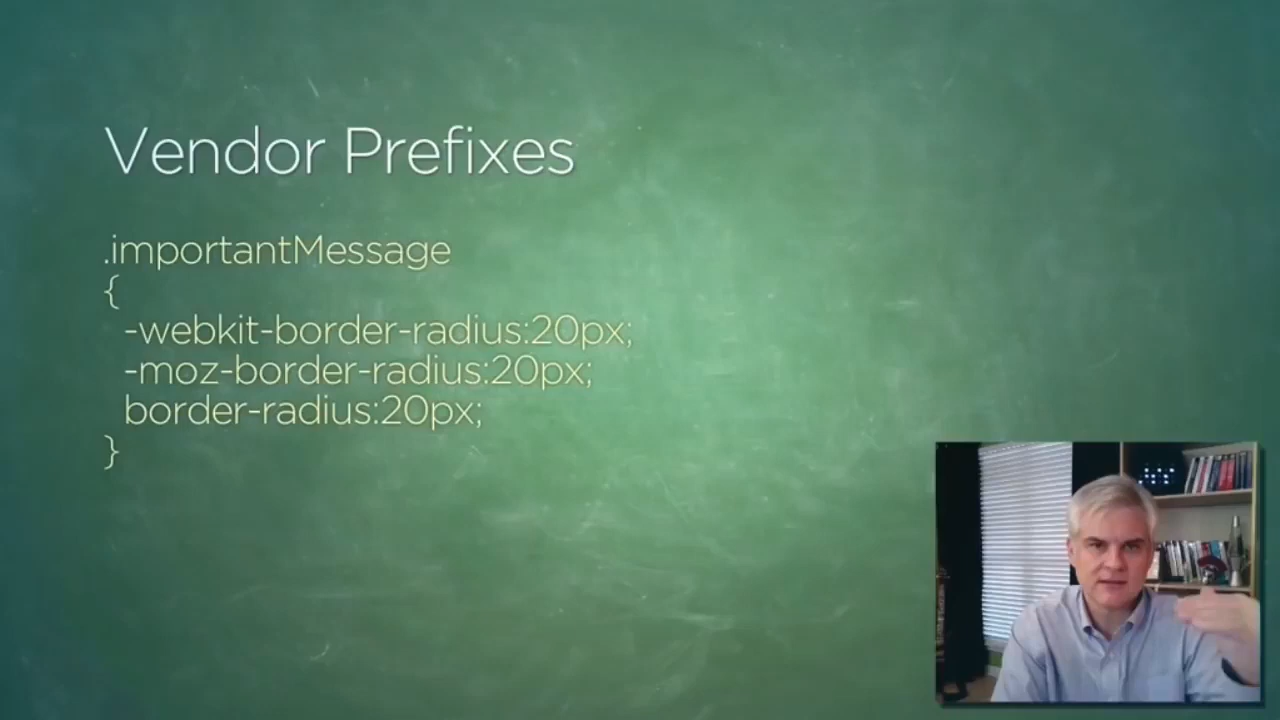 Vendor Prefixes
.importantMessage
{
-webkit-border-radius:20px;
-moz-border-radius:20px;
border-radius:20px;
}